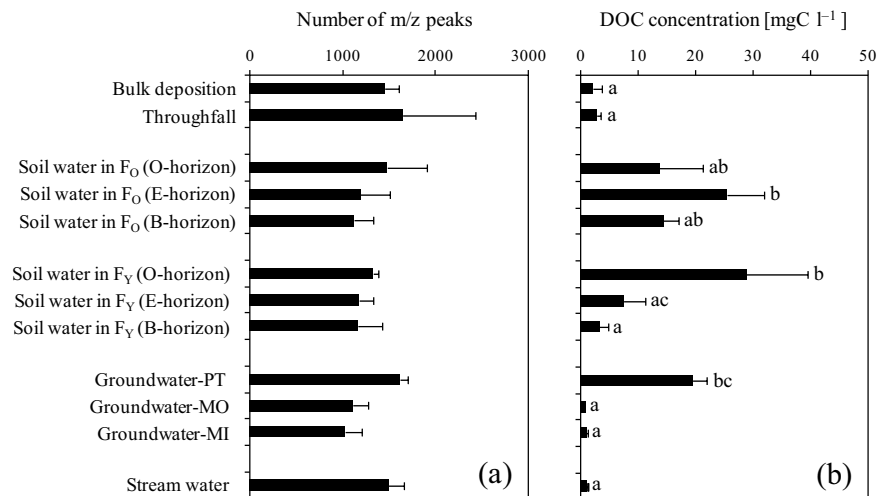 Number of m/z peaks
DOC concentration [mgC l⁻¹]
0 1000 2000 3000
0 10 20 30 40 50
Bulk deposition a
Throughfall a
Soil water in F_O (O-horizon) ab
Soil water in F_O (E-horizon) b
Soil water in F_O (B-horizon) ab
Soil water in F_Y (O-horizon) b
Soil water in F_Y (E-horizon) ac
Soil water in F_Y (B-horizon) a
Groundwater-PT bc
Groundwater-MO a
Groundwater-MI a
Stream water a
(a) (b)